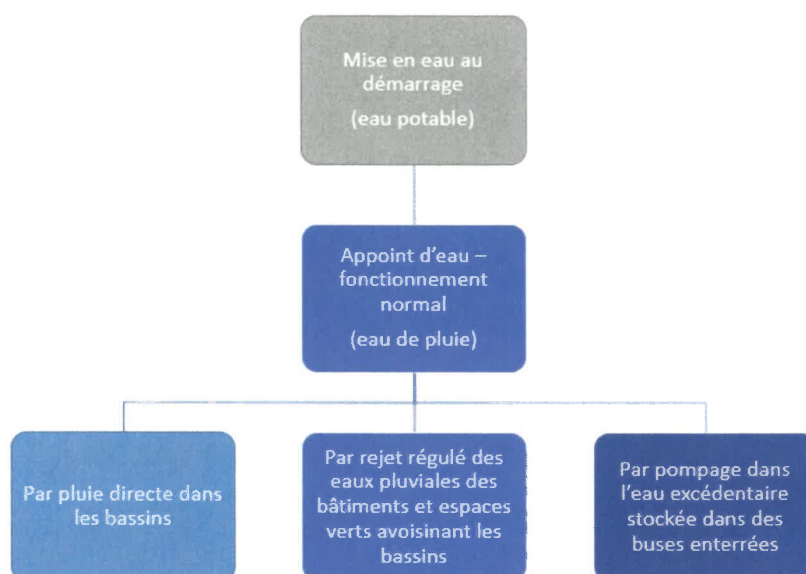 Mise en eau au
démarrage
(eau potable)
Appoint d'eau –
fonctionnement
normal
(eau de pluie)
Par pluie directe dans
les bassins
Par rejet régulé des
eaux pluviales des
bâtiments et espaces
verts avoisinant les
bassins
Par pompage dans
l'eau excédentaire
stockée dans des
buses enterrées